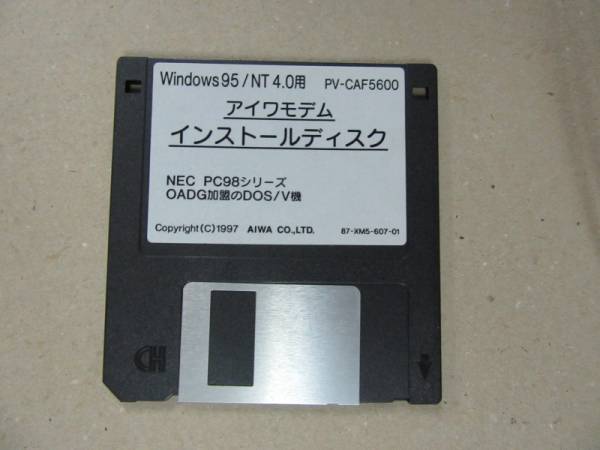 Windows95/NT 4.0用 PV-CAF5600
アイワモデム
インストールディスク
NEC PC98シリーズ
OADG加盟のDOS/V機
Copyright(C)1997 AIWA CO.,LTD. 87-XM5-607-01
HD